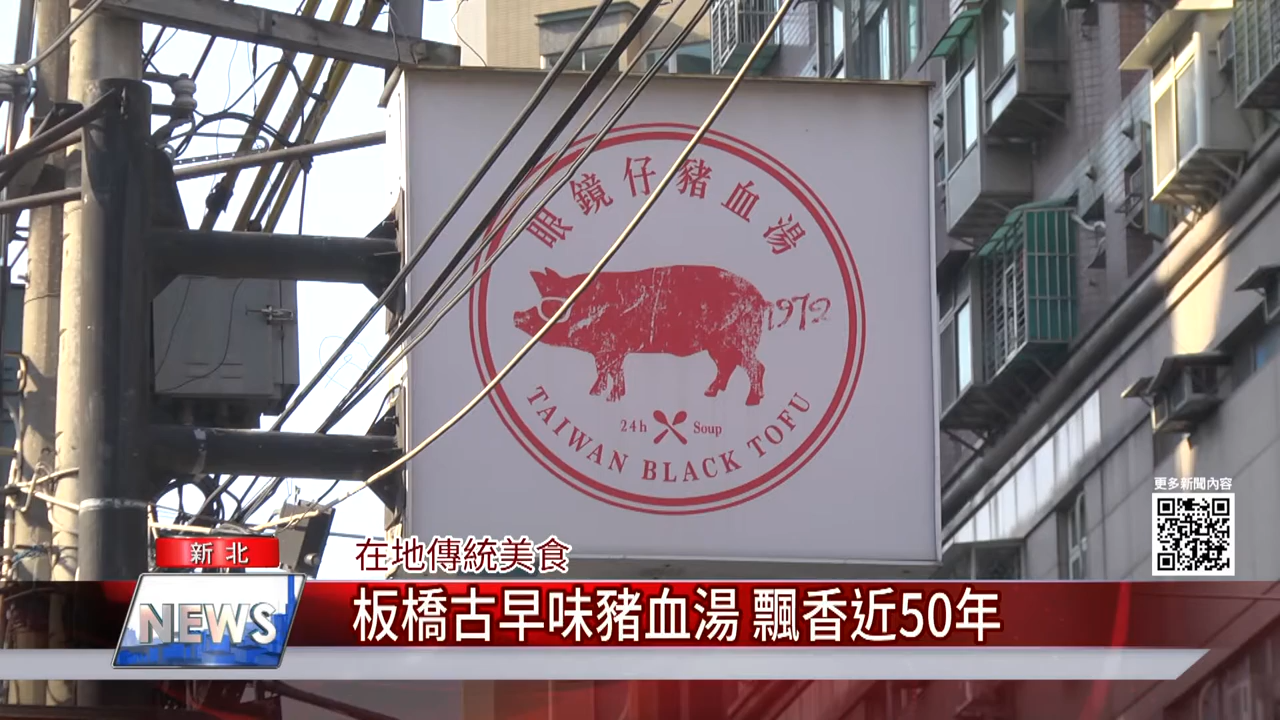 眼鏡仔豬血湯
1972
24h Soup
TAIWAN BLACK TOFU
更多新聞內容
新北
在地傳統美食
NEWS
板橋古早味豬血湯 飄香近50年